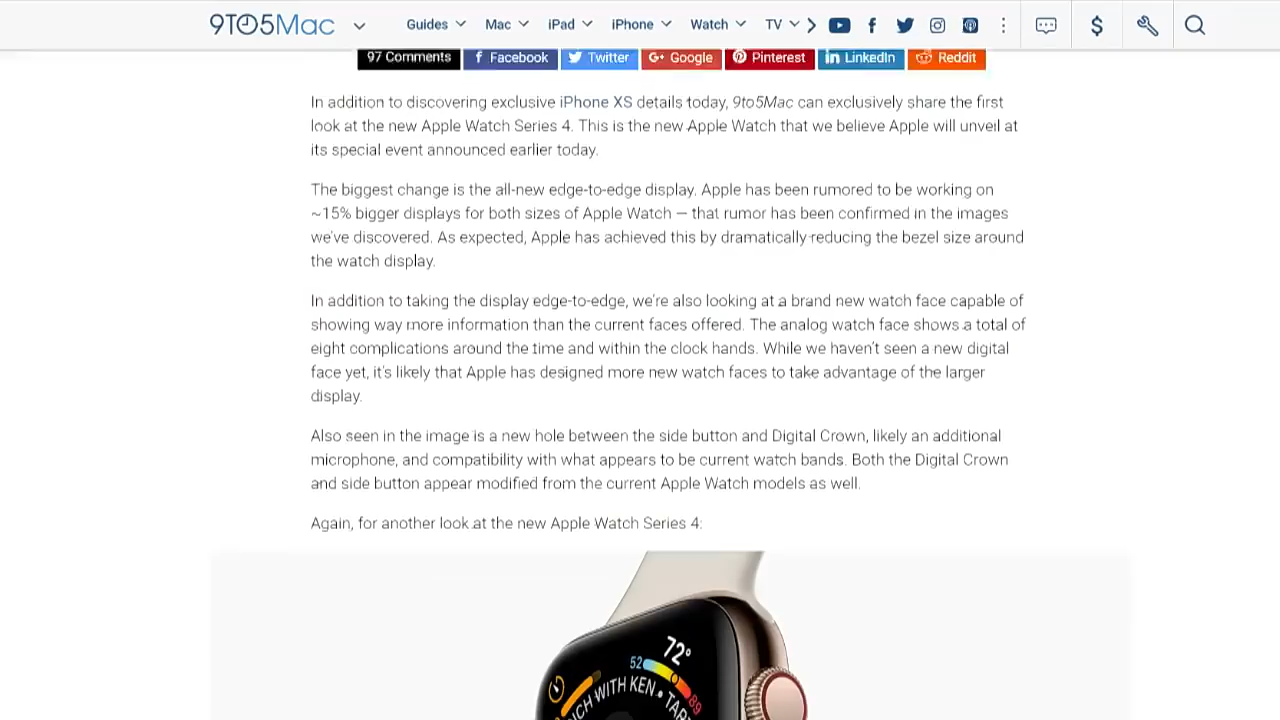 9TO5Mac Guides Mac iPad iPhone Watch TV $
97 Comments Facebook Twitter G+ Google Pinterest LinkedIn Reddit
In addition to discovering exclusive iPhone XS details today, 9to5Mac can exclusively share the first
look at the new Apple Watch Series 4. This is the new Apple Watch that we believe Apple will unveil at
its special event announced earlier today.
The biggest change is the all-new edge-to-edge display. Apple has been rumored to be working on
~15% bigger displays for both sizes of Apple Watch — that rumor has been confirmed in the images
we've discovered. As expected, Apple has achieved this by dramatically reducing the bezel size around
the watch display.
In addition to taking the display edge-to-edge, we're also looking at a brand new watch face capable of
showing way more information than the current faces offered. The analog watch face shows a total of
eight complications around the time and within the clock hands. While we haven't seen a new digital
face yet, it's likely that Apple has designed more new watch faces to take advantage of the larger
display.
Also seen in the image is a new hole between the side button and Digital Crown, likely an additional
microphone, and compatibility with what appears to be current watch bands. Both the Digital Crown
and side button appear modified from the current Apple Watch models as well.
Again, for another look at the new Apple Watch Series 4:
72°
52
89
WITH KEN •